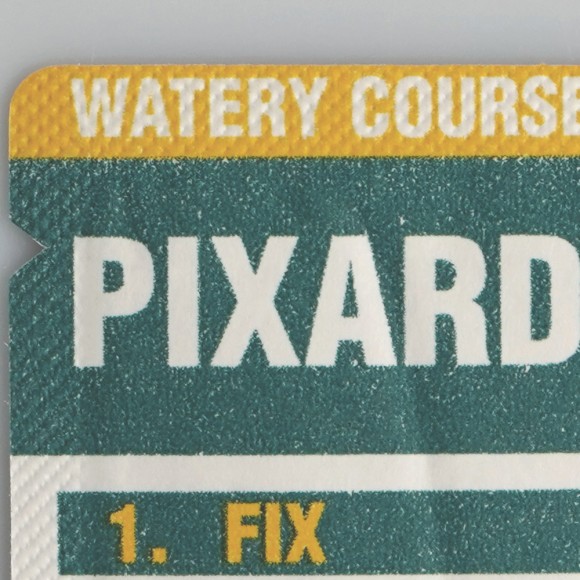 WATERY COURSE
PIXARD
1. FIX